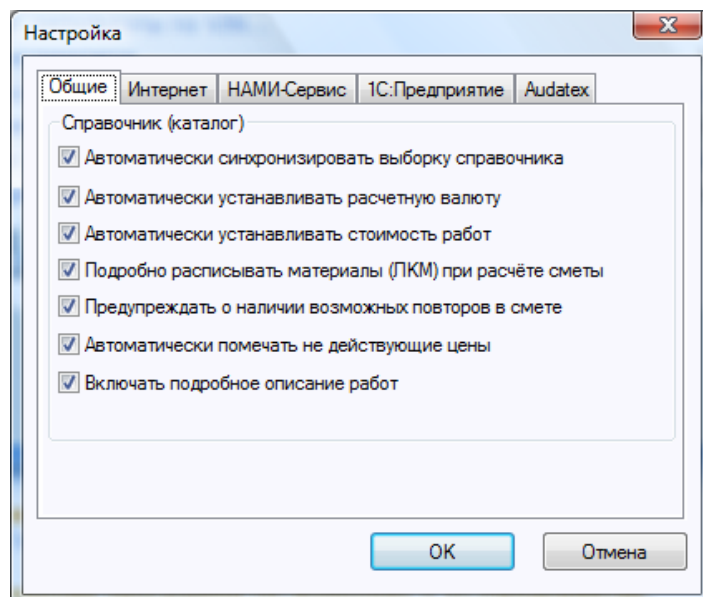 Настройка
Общие Интернет НАМИ-Сервис 1С:Предприятие Audatex
Справочник (каталог)
Автоматически синхронизировать выборку справочника
Автоматически устанавливать расчетную валюту
Автоматически устанавливать стоимость работ
Подробно расписывать материалы (ЛКМ) при расчёте сметы
Предупреждать о наличии возможных повторов в смете
Автоматически помечать не действующие цены
Включать подробное описание работ
OK Отмена